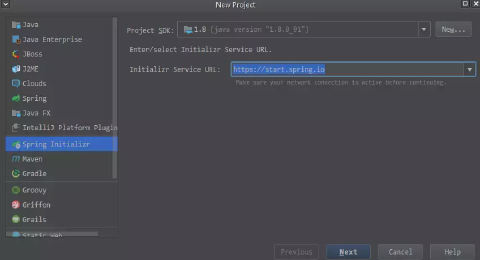 New Project
Java
Java Enterprise
JBoss
J2ME
Clouds
Spring
Java FX
IntelliJ Platform Plugin
Spring Initializr
Maven
Gradle
Groovy
Griffon
Grails
Static Web
Project SDK: 1.8 (java version "1.8.0_91") New...
Enter/select Initializr Service URL.
Initializr Service URL: https://start.spring.io
Make sure your network connection is active before continuing.
Previous Next Cancel Help